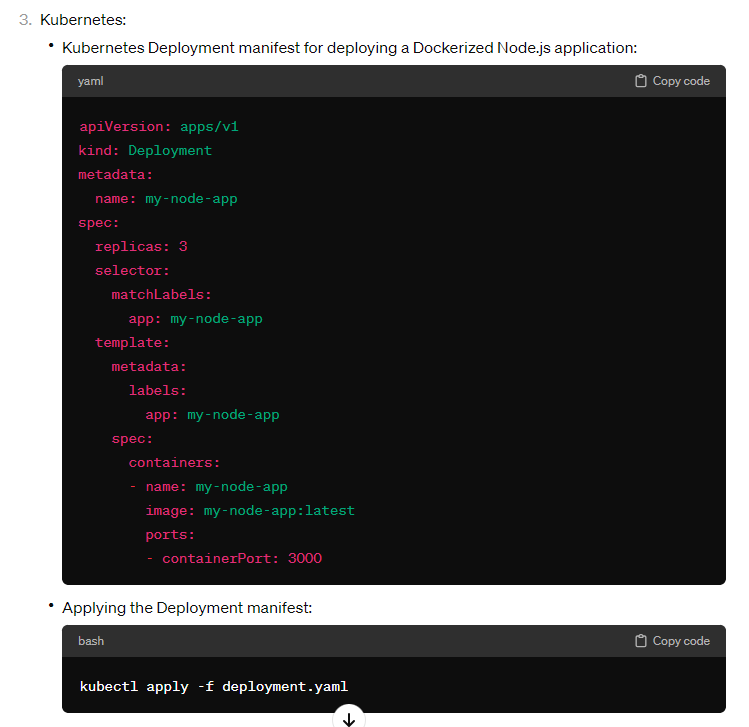 3. Kubernetes:
• Kubernetes Deployment manifest for deploying a Dockerized Node.js application:
yaml Copy code
apiVersion: apps/v1
kind: Deployment
metadata:
  name: my-node-app
spec:
  replicas: 3
  selector:
    matchLabels:
      app: my-node-app
  template:
    metadata:
      labels:
        app: my-node-app
    spec:
      containers:
      - name: my-node-app
        image: my-node-app:latest
        ports:
        - containerPort: 3000
• Applying the Deployment manifest:
bash Copy code
kubectl apply -f deployment.yaml